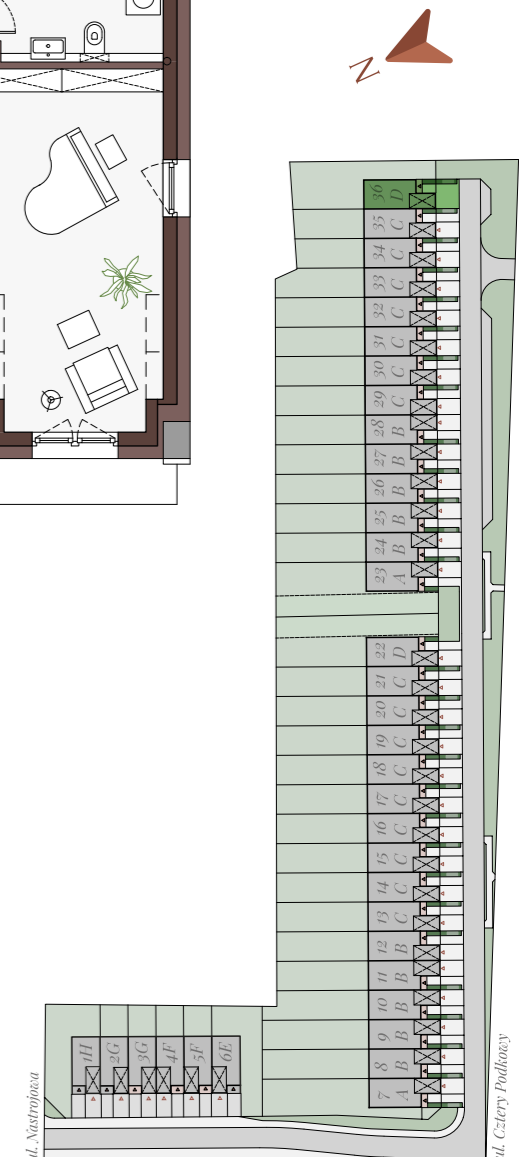 N
36
D
35
C
34
C
33
C
32
C
31
C
30
C
29
C
28
B
27
B
26
B
25
B
24
B
23
A
22
D
21
C
20
C
19
C
18
C
17
C
16
C
15
C
14
C
13
C
12
B
11
B
10
B
9
B
8
B
7
A
1H
2G
3G
4F
5F
6E
ul. Nastrojowa
ul. Cztery Podkowy